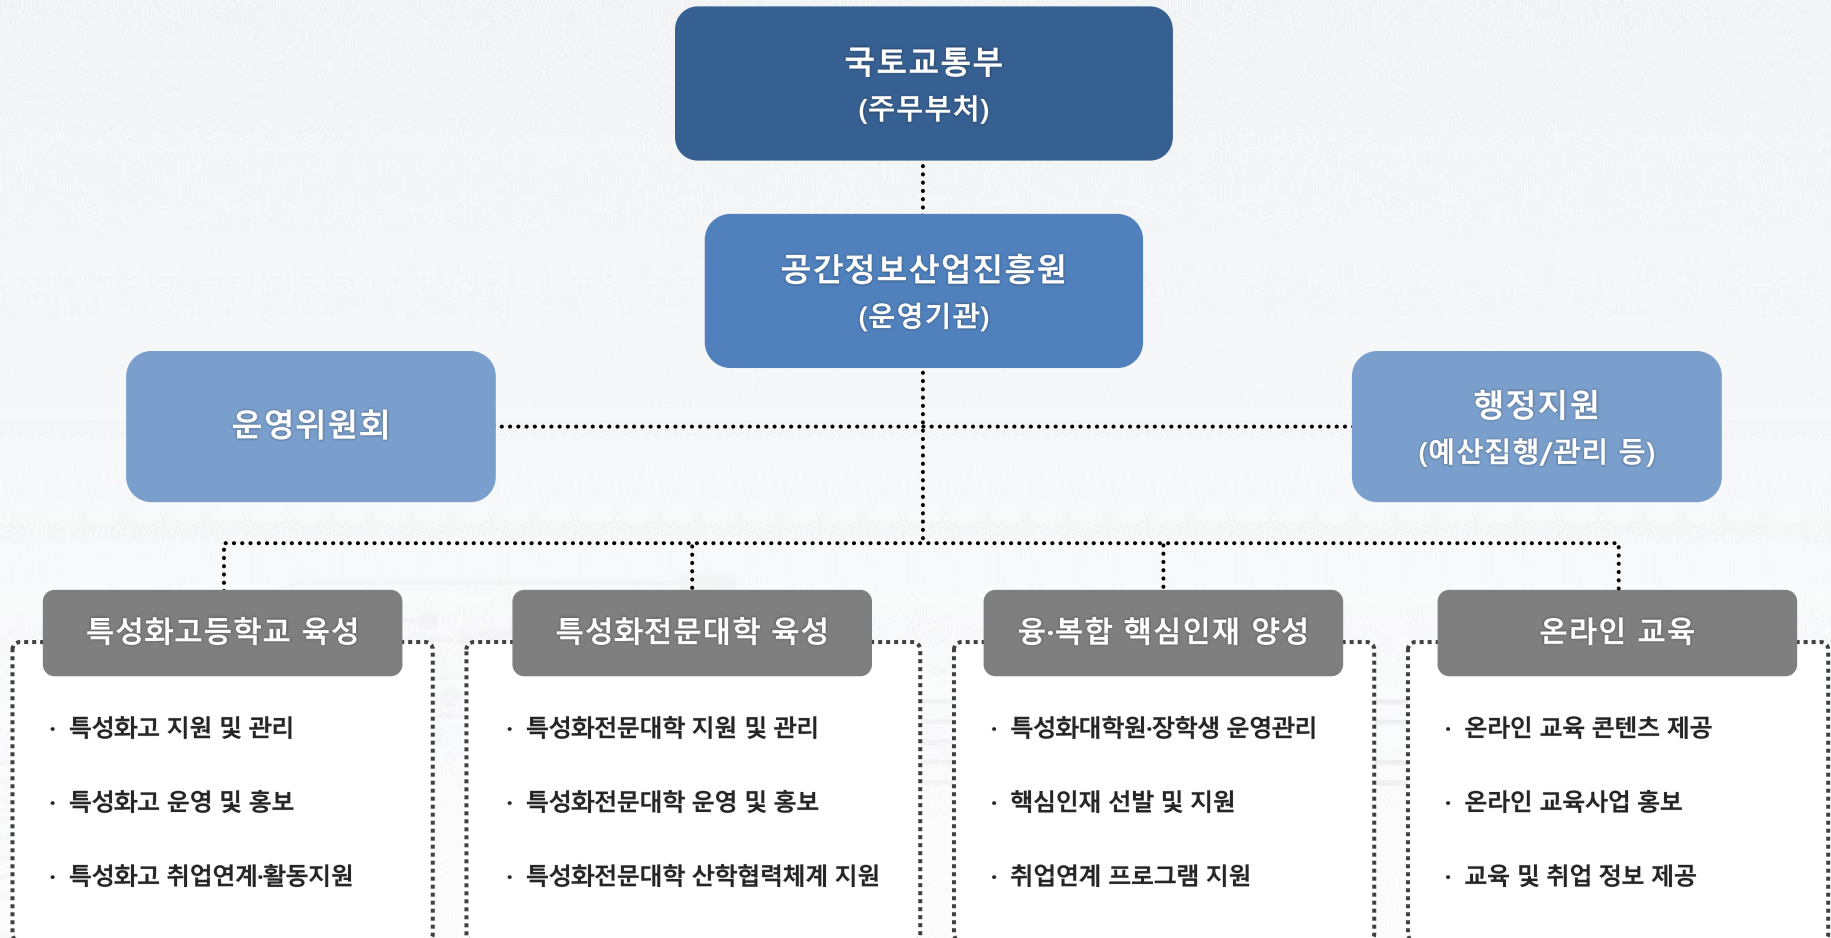 국토교통부
(주무부처)
공간정보산업진흥원
(운영기관)
운영위원회
행정지원
(예산집행/관리 등)
특성화고등학교 육성
· 특성화고 지원 및 관리
· 특성화고 운영 및 홍보
· 특성화고 취업연계·활동지원
특성화전문대학 육성
· 특성화전문대학 지원 및 관리
· 특성화전문대학 운영 및 홍보
· 특성화전문대학 산학협력체계 지원
융·복합 핵심인재 양성
· 특성화대학원·장학생 운영관리
· 핵심인재 선발 및 지원
· 취업연계 프로그램 지원
온라인 교육
· 온라인 교육 콘텐츠 제공
· 온라인 교육사업 홍보
· 교육 및 취업 정보 제공